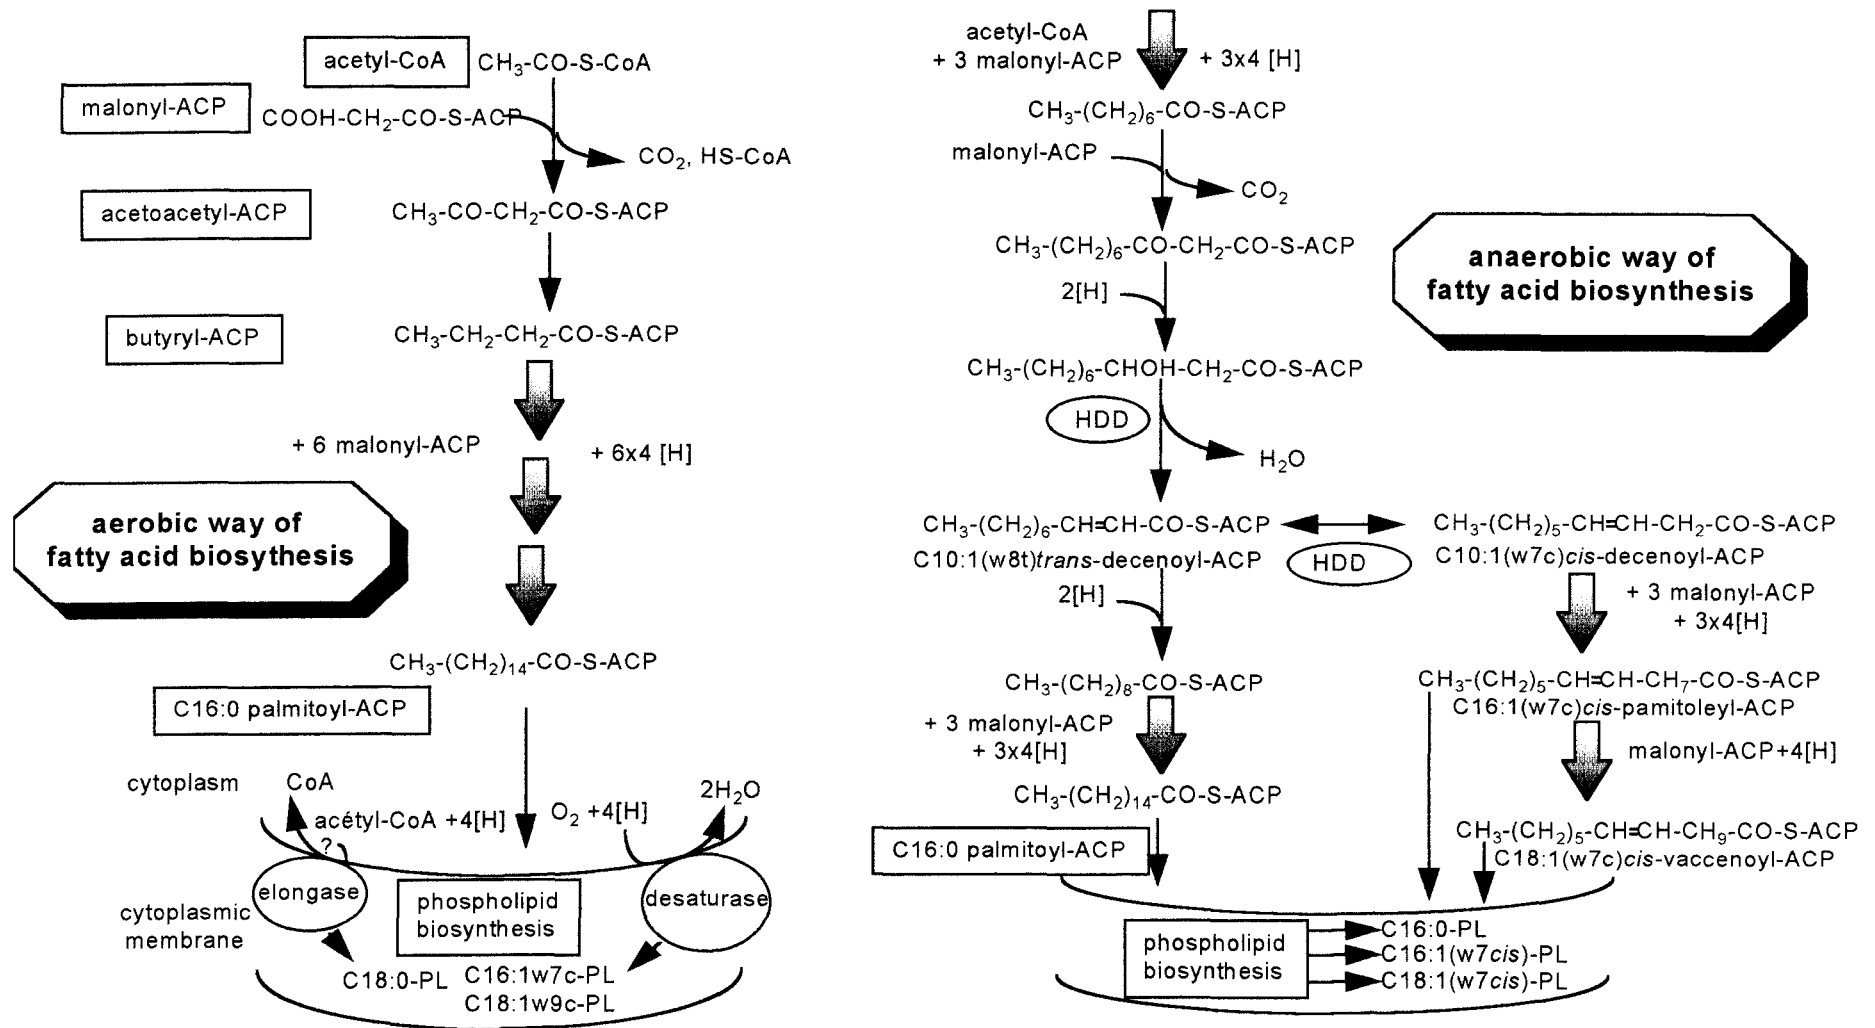 acetyl-CoA CH3-CO-S-CoA
malonyl-ACP COOH-CH2-CO-S-ACP
CO2, HS-CoA
acetoacetyl-ACP CH3-CO-CH2-CO-S-ACP
butyryl-ACP CH3-CH2-CH2-CO-S-ACP
+ 6 malonyl-ACP + 6x4 [H]
aerobic way of
fatty acid biosythesis
CH3-(CH2)14-CO-S-ACP
C16:0 palmitoyl-ACP
cytoplasm
CoA
acétyl-CoA +4[H]
?
O2 +4[H]
2H2O
elongase
phospholipid
biosynthesis
desaturase
cytoplasmic
membrane
C18:0-PL
C16:1w7c-PL
C18:1w9c-PL
acetyl-CoA
+ 3 malonyl-ACP + 3x4 [H]
CH3-(CH2)6-CO-S-ACP
malonyl-ACP
CO2
CH3-(CH2)6-CO-CH2-CO-S-ACP
anaerobic way of
fatty acid biosynthesis
2[H]
CH3-(CH2)6-CHOH-CH2-CO-S-ACP
HDD
H2O
CH3-(CH2)6-CH=CH-CO-S-ACP
C10:1(w8t)trans-decenoyl-ACP
HDD
CH3-(CH2)5-CH=CH-CH2-CO-S-ACP
C10:1(w7c)cis-decenoyl-ACP
2[H]
+ 3 malonyl-ACP
+ 3x4[H]
CH3-(CH2)8-CO-S-ACP
CH3-(CH2)5-CH=CH-CH7-CO-S-ACP
C16:1(w7c)cis-pamitoleyl-ACP
+ 3 malonyl-ACP
+ 3x4[H]
malonyl-ACP+4[H]
CH3-(CH2)14-CO-S-ACP
C16:0 palmitoyl-ACP
CH3-(CH2)5-CH=CH-CH9-CO-S-ACP
C18:1(w7c)cis-vaccenoyl-ACP
phospholipid
biosynthesis
C16:0-PL
C16:1(w7cis)-PL
C18:1(w7cis)-PL